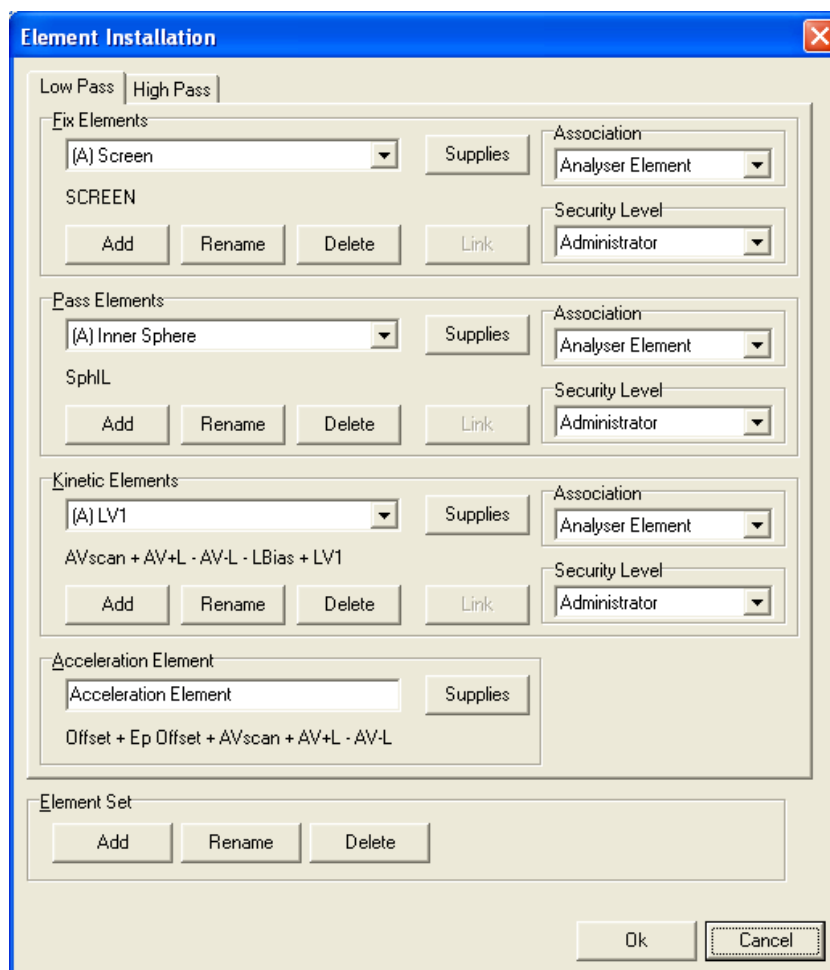 Element Installation
Low Pass
High Pass
Fix Elements
(A) Screen
Supplies
Association
Analyser Element
SCREEN
Security Level
Add
Rename
Delete
Link
Administrator
Pass Elements
(A) Inner Sphere
Supplies
Association
Analyser Element
SphIL
Security Level
Add
Rename
Delete
Link
Administrator
Kinetic Elements
(A) LV1
Supplies
Association
Analyser Element
AVscan + AV+L - AV-L - LBias + LV1
Security Level
Add
Rename
Delete
Link
Administrator
Acceleration Element
Acceleration Element
Supplies
Offset + Ep Offset + AVscan + AV+L - AV-L
Element Set
Add
Rename
Delete
Ok
Cancel